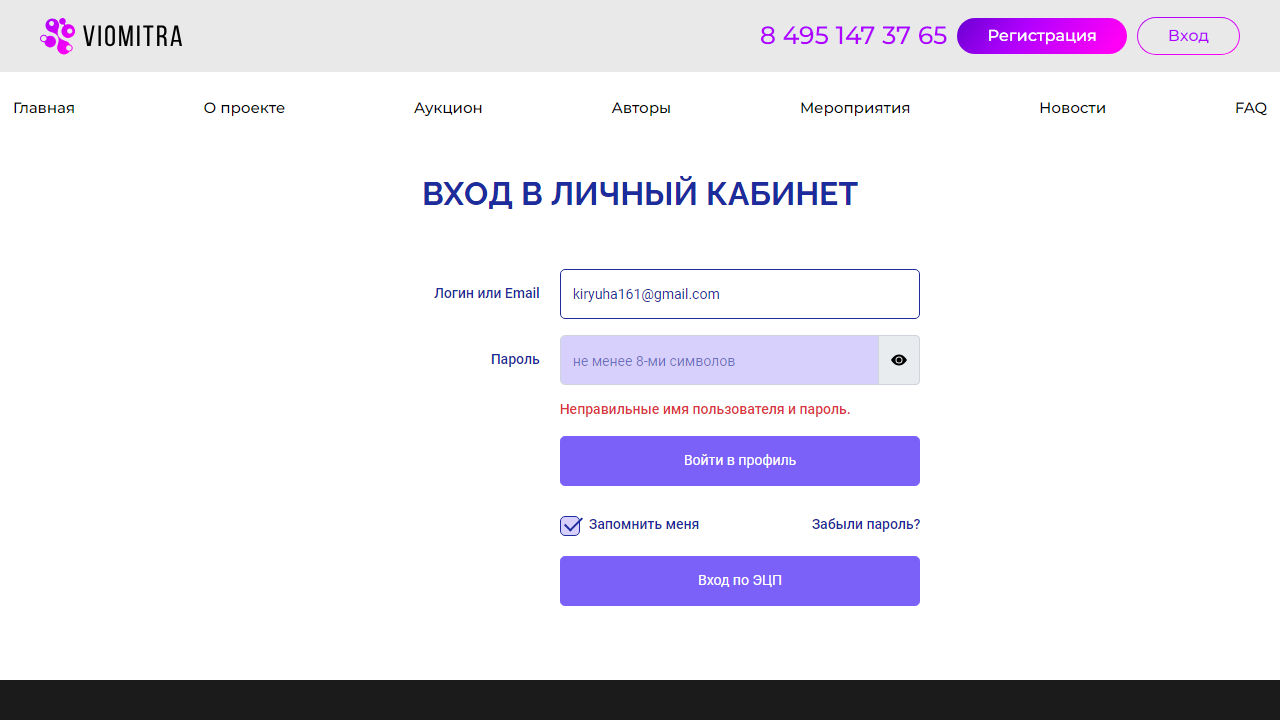 VIOMITRA
8 495 147 37 65
Регистрация
Вход
Главная
О проекте
Аукцион
Авторы
Мероприятия
Новости
FAQ
ВХОД В ЛИЧНЫЙ КАБИНЕТ
Логин или Email
kiryuha161@gmail.com
Пароль
не менее 8-ми символов
Неправильные имя пользователя и пароль.
Войти в профиль
Запомнить меня
Забыли пароль?
Вход по ЭЦП